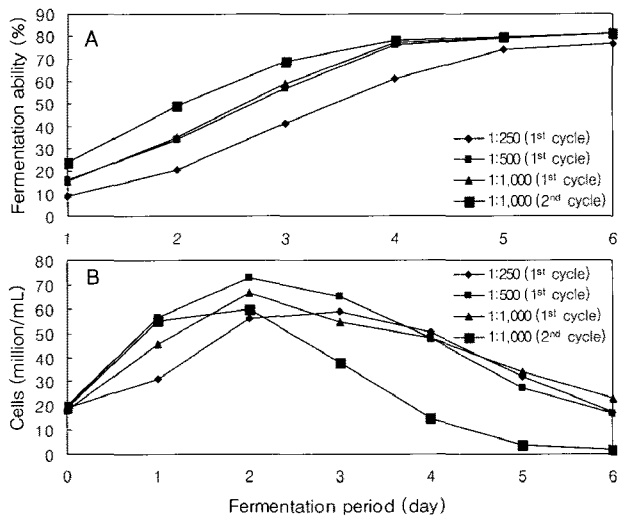 A
Fermentation ability (%)
90
80
70
60
50
40
30
20
10
0
1 2 3 4 5 6
1:250 (1st cycle)
1:500 (1st cycle)
1:1,000 (1st cycle)
1:1,000 (2nd cycle)
B
Cells (million/mL)
80
70
60
50
40
30
20
10
0
0 1 2 3 4 5 6
1:250 (1st cycle)
1:500 (1st cycle)
1:1,000 (1st cycle)
1:1,000 (2nd cycle)
Fermentation period (day)